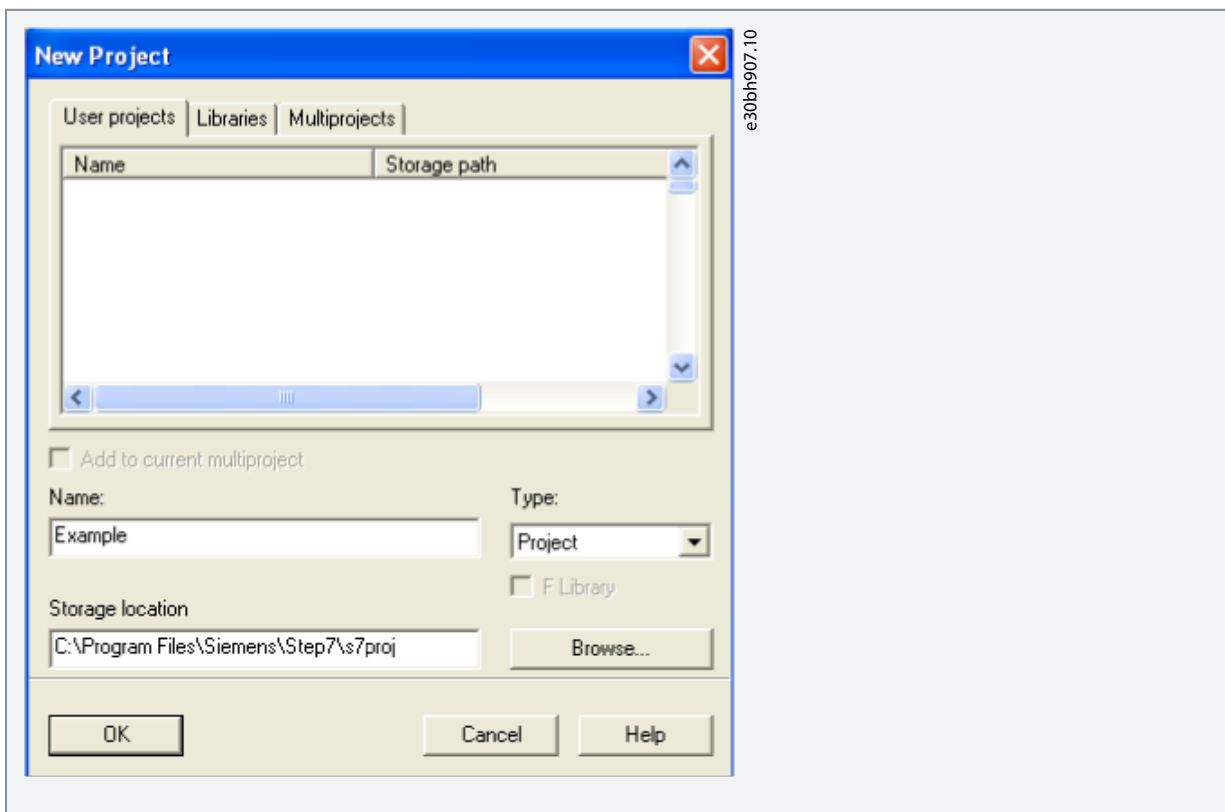 New Project
User projects Libraries Multiprojects
Name Storage path
Add to current multiproject
Name: Type:
Example Project
F Library
Storage location
C:\Program Files\Siemens\Step7\s7proj Browse...
OK Cancel Help
e30bh907.10